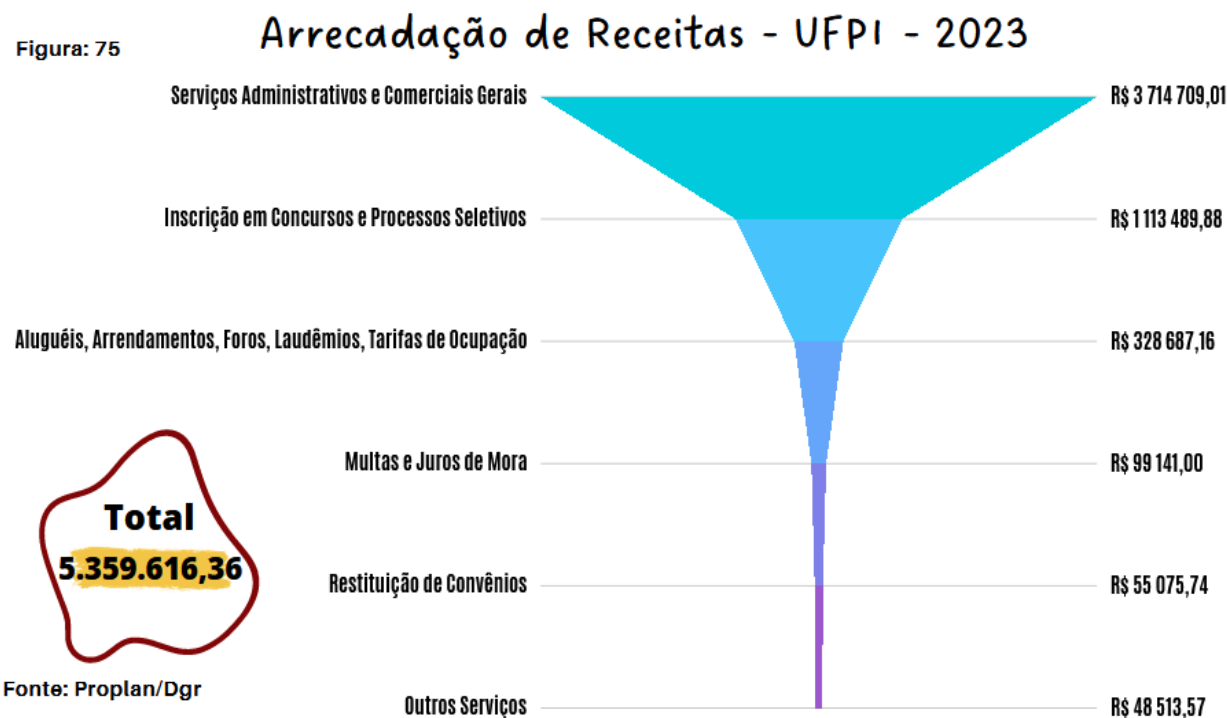 Figura: 75
Arrecadação de Receitas - UFPI - 2023
Serviços Administrativos e Comerciais Gerais R$ 3 714 709,01
Inscrição em Concursos e Processos Seletivos R$ 1 113 489,88
Aluguéis, Arrendamentos, Foros, Laudêmios, Tarifas de Ocupação R$ 328 687,16
Multas e Juros de Mora R$ 99 141,00
Restituição de Convênios R$ 55 075,74
Outros Serviços R$ 48 513,57
Total
5.359.616,36
Fonte: Proplan/Dgr